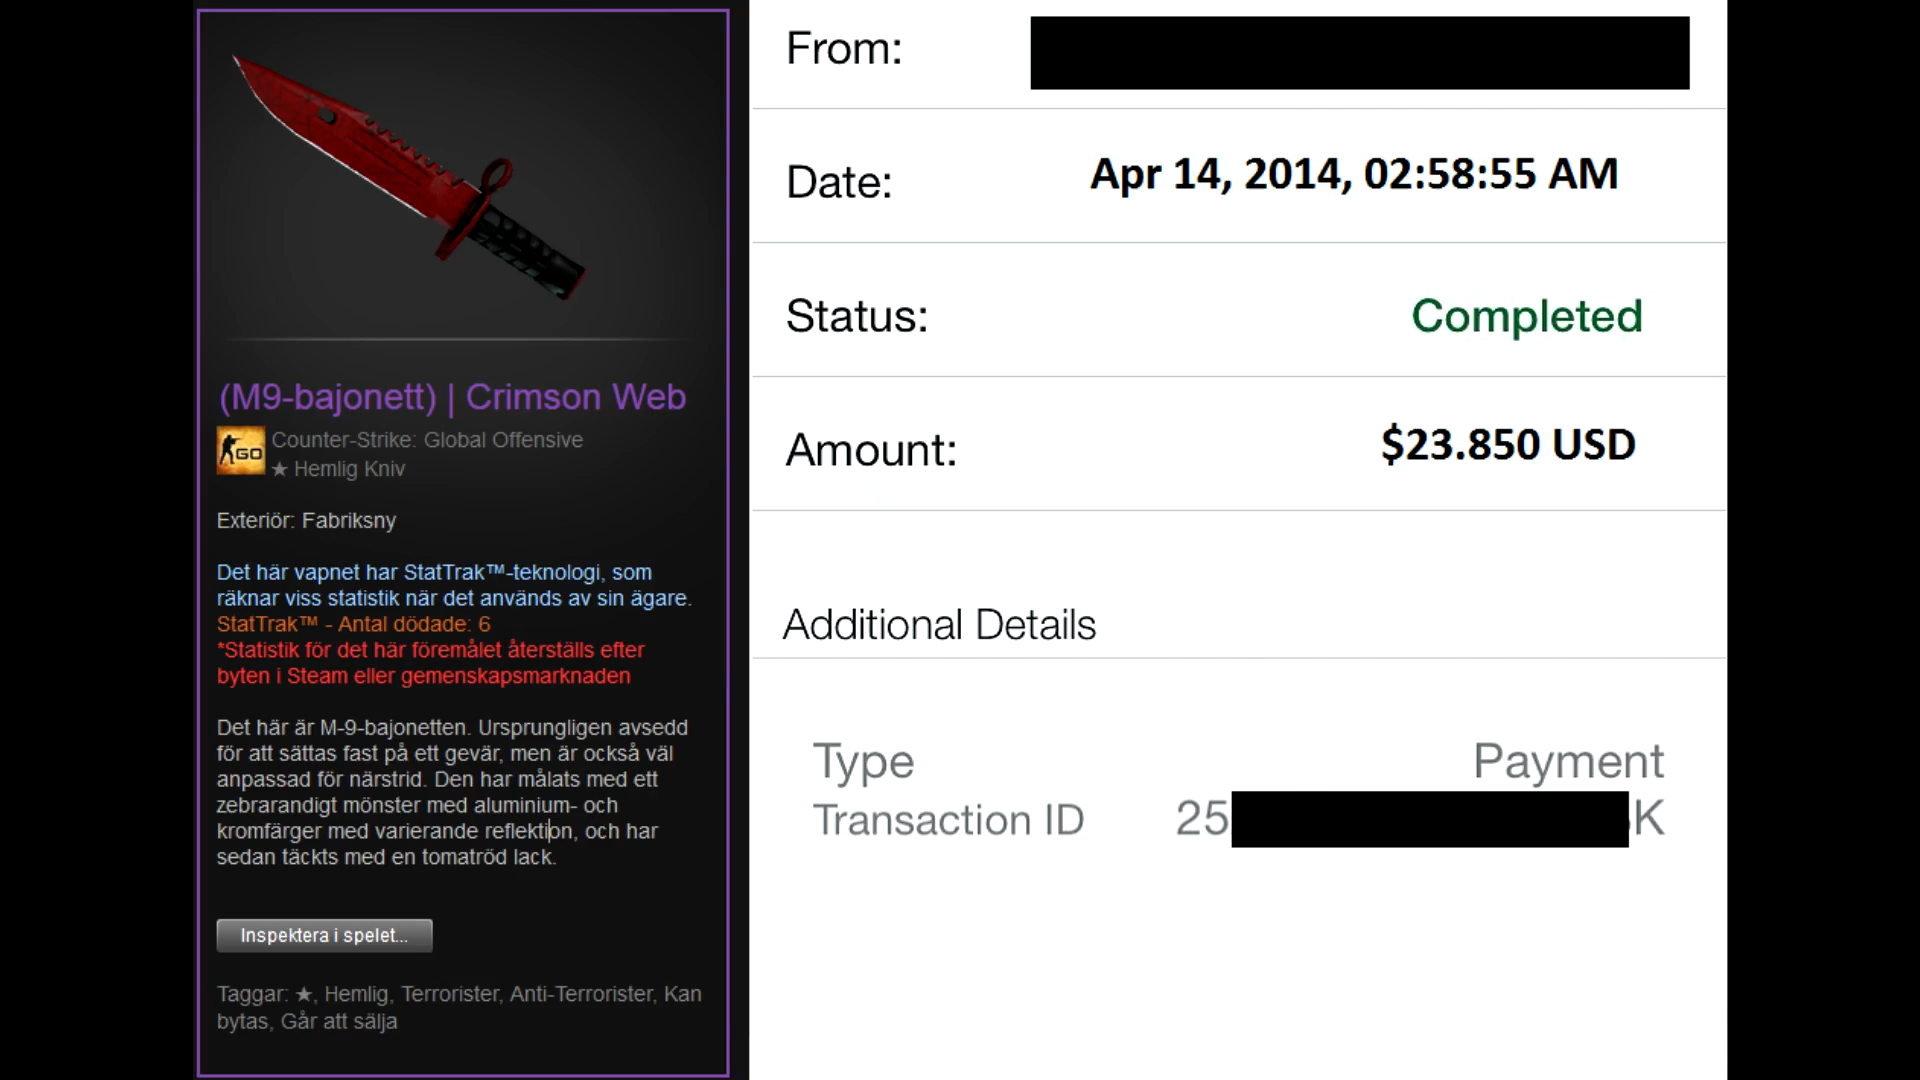 (M9-bajonett) | Crimson Web
GO
Counter-Strike: Global Offensive
★ Hemlig Kniv
Exteriör: Fabriksny
Det här vapnet har StatTrak™-teknologi, som
räknar viss statistik när det används av sin ägare.
StatTrak™ - Antal dödade: 6
*Statistik för det här föremålet återställs efter
byten i Steam eller gemenskapsmarknaden
Det här är M-9-bajonetten. Ursprungligen avsedd
för att sättas fast på ett gevär, men är också väl
anpassad för närstrid. Den har målats med ett
zebrarandigt mönster med aluminium- och
kromfärger med varierande reflektion, och har
sedan täckts med en tomatröd lack.
Inspektera i spelet...
Taggar: ★, Hemlig, Terrorister, Anti-Terrorister, Kan
bytas, Går att sälja
From:
Date: Apr 14, 2014, 02:58:55 AM
Status: Completed
Amount: $23.850 USD
Additional Details
Type Payment
Transaction ID 25 K